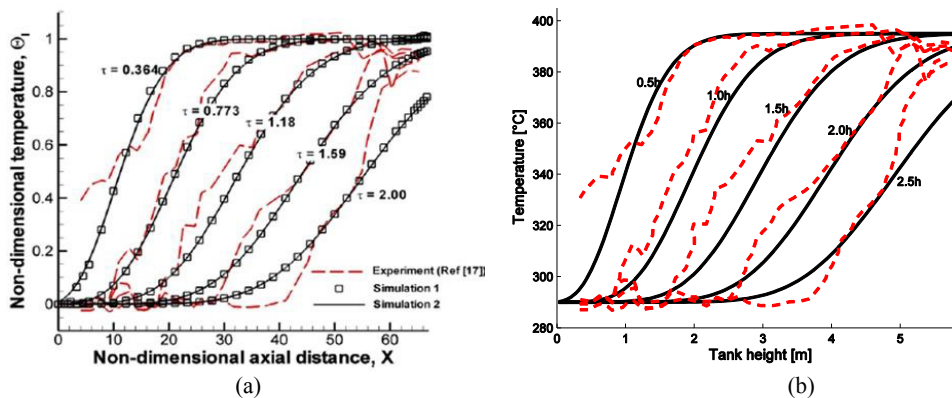 Non-dimensional temperature, Θ_I
1
0.8
0.6
0.4
0.2
0
τ = 0.364
τ = 0.773
τ = 1.18
τ = 1.59
τ = 2.00
Experiment (Ref [17])
Simulation 1
Simulation 2
0 10 20 30 40 50 60
Non-dimensional axial distance, X
(a)
Temperature [°C]
400
380
360
340
320
300
280
0.5h
1.0h
1.5h
2.0h
2.5h
0 1 2 3 4 5
Tank height [m]
(b)